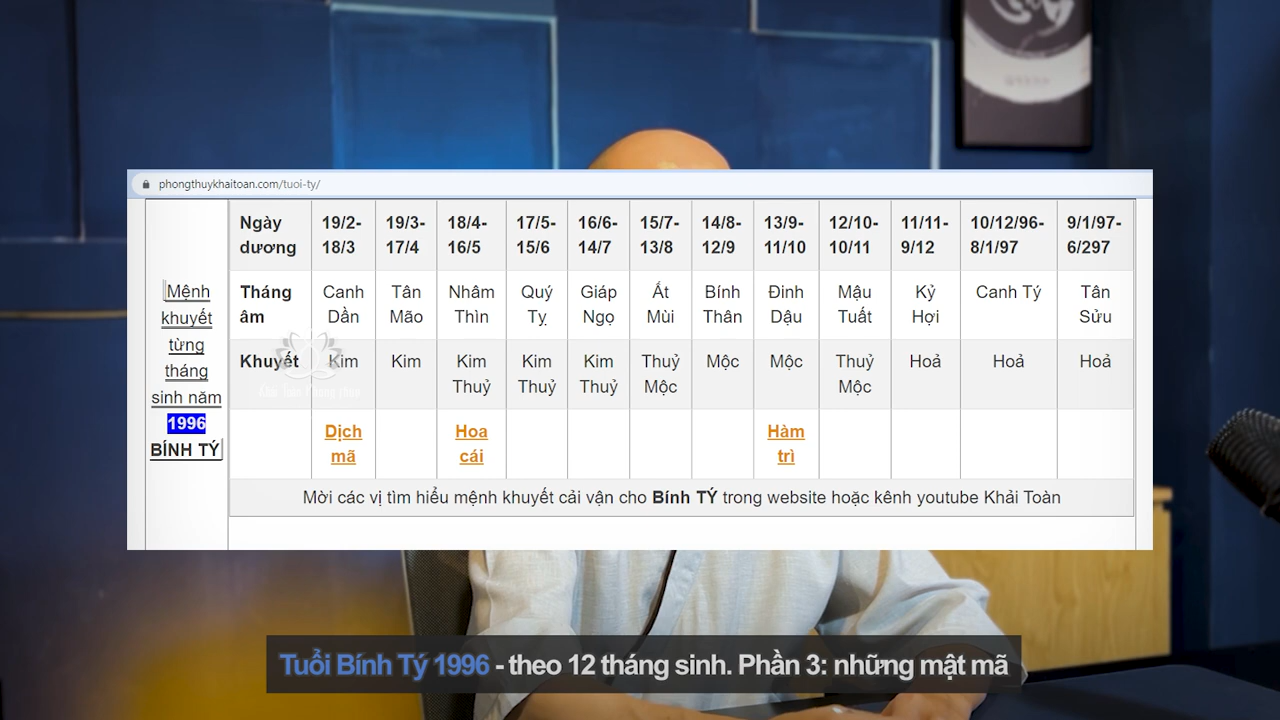 phongthuykhaitoan.com/tuoi-ty/
Ngày 19/2- 19/3- 18/4- 17/5- 16/6- 15/7- 14/8- 13/9- 12/10- 11/11- 10/12/96- 9/1/97-
dương 18/3 17/4 16/5 15/6 14/7 13/8 12/9 11/10 10/11 9/12 8/1/97 6/297
Mệnh
khuyết
từng
tháng
sinh năm
1996
BÍNH TÝ
Tháng Canh Tân Nhâm Quý Giáp Ất Bính Đinh Mậu Kỷ Canh Tý Tân
âm Dần Mão Thìn Tỵ Ngọ Mùi Thân Dậu Tuất Hợi Sửu
Khuyết Kim Kim Kim Kim Kim Thuỷ Mộc Mộc Thuỷ Hoả Hoả Hoả
Thuỷ Thuỷ Thuỷ Mộc Mộc
Dịch Hoa Hàm
mã cái trì
Mời các vị tìm hiểu mệnh khuyết cải vận cho Bính TÝ trong website hoặc kênh youtube Khải Toàn
Tuổi Bính Tý 1996 - theo 12 tháng sinh. Phần 3: những mật mã